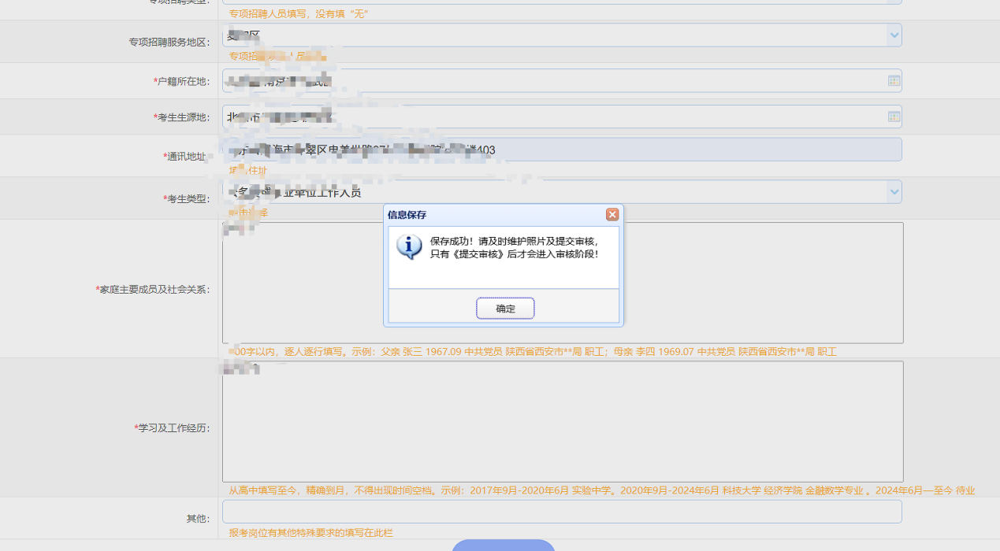 专项招聘类型：
专项招聘人员填写，没有填“无”
专项招聘服务地区：
区
专项招
*户籍所在地：
*考生生源地：
北
市
*通讯地址：
海市
翠区
403
住址
*考生类型：
业单位工作人员
信息保存
保存成功！请及时维护照片及提交审核，
只有《提交审核》后才会进入审核阶段！
确定
*家庭主要成员及社会关系：
00字以内，逐人逐行填写。示例：父亲 张三 1967.09 中共党员 陕西省西安市**局 职工；母亲 李四 1969.07 中共党员 陕西省西安市**局 职工
*学习及工作经历：
从高中填写至今，精确到月，不得出现时间空档。示例：2017年9月-2020年6月 实验中学。2020年9月-2024年6月 科技大学 经济学院 金融数学专业 。2024年6月—至今 待业
其他：
报考岗位有其他特殊要求的填写在此栏